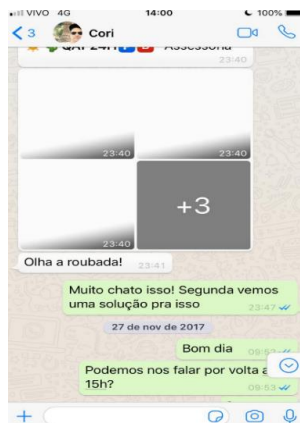 VIVO 4G 14:00 100%
3 Cori
23:40
23:40 23:40
+3
23:40
Olha a roubada! 23:41
Muito chato isso! Segunda vemos
uma solução pra isso 23:47
27 de nov de 2017
Bom dia
Podemos nos falar por volta
15h? 09:53